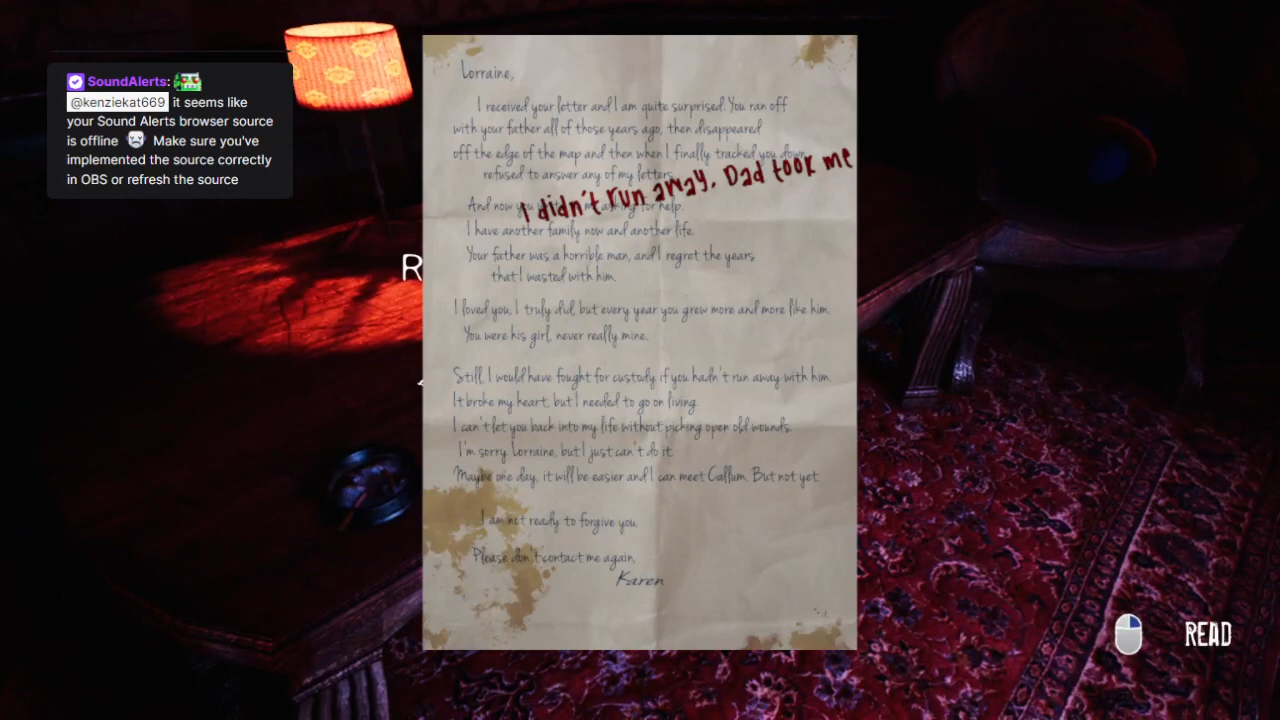 SoundAlerts:
@kenziekat669 it seems like
your Sound Alerts browser source
is offline Make sure you've
implemented the source correctly
in OBS or refresh the source
R
Lorraine,
I received your letter and I am quite surprised. You ran off
with your father all of those years ago, then disappeared
off the edge of the map and then when I finally tracked you down,
refused to answer any of my letters.
I didn't run away, Dad took me
And now you asking for help.
I have another family now and another life.
Your father was a horrible man, and I regret the years
that I wasted with him.
I loved you, I truly did, but every year you grew more and more like him.
You were his girl, never really mine.
Still, I would have fought for custody if you hadn't run away with him.
It broke my heart, but I needed to go on living.
I can't let you back into my life without picking open old wounds.
I'm sorry Lorraine, but I just can't do it.
Maybe one day, it will be easier and I can meet Callum. But not yet.
I am not ready to forgive you.
Please don't contact me again,
Karen
READ